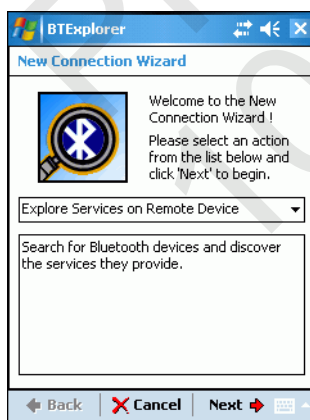 BTExplorer
New Connection Wizard
Welcome to the New
Connection Wizard !
Please select an action
from the list below and
click 'Next' to begin.
Explore Services on Remote Device
Search for Bluetooth devices and discover
the services they provide.
Back Cancel Next